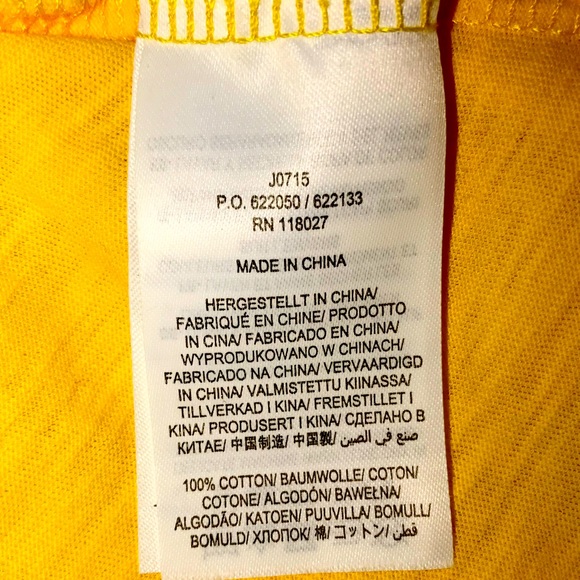 J0715
P.O. 622050 / 622133
RN 118027
MADE IN CHINA
HERGESTELLT IN CHINA/
FABRIQUÉ EN CHINE/ PRODOTTO
IN CINA/ FABRICADO EN CHINA/
WYPRODUKOWANO W CHINACH/
FABRICADO NA CHINA/ VERVAARDIGD
IN CHINA/ VALMISTETTU KIINASSA/
TILLVERKAD I KINA/ FREMSTILLET I
KINA/ PRODUSERT I KINA/ СДЕЛАНО В
КИТАЕ/ 中国制造/ 中国製/ صنع في الصين/
100% COTTON/ BAUMWOLLE/ COTON/
COTONE/ ALGODÓN/ BAWEŁNA/
ALGODÃO/ KATOEN/ PUUVILLA/ BOMULL/
BOMULD/ ХЛОПОК/ 棉/ コットン/ قطن/